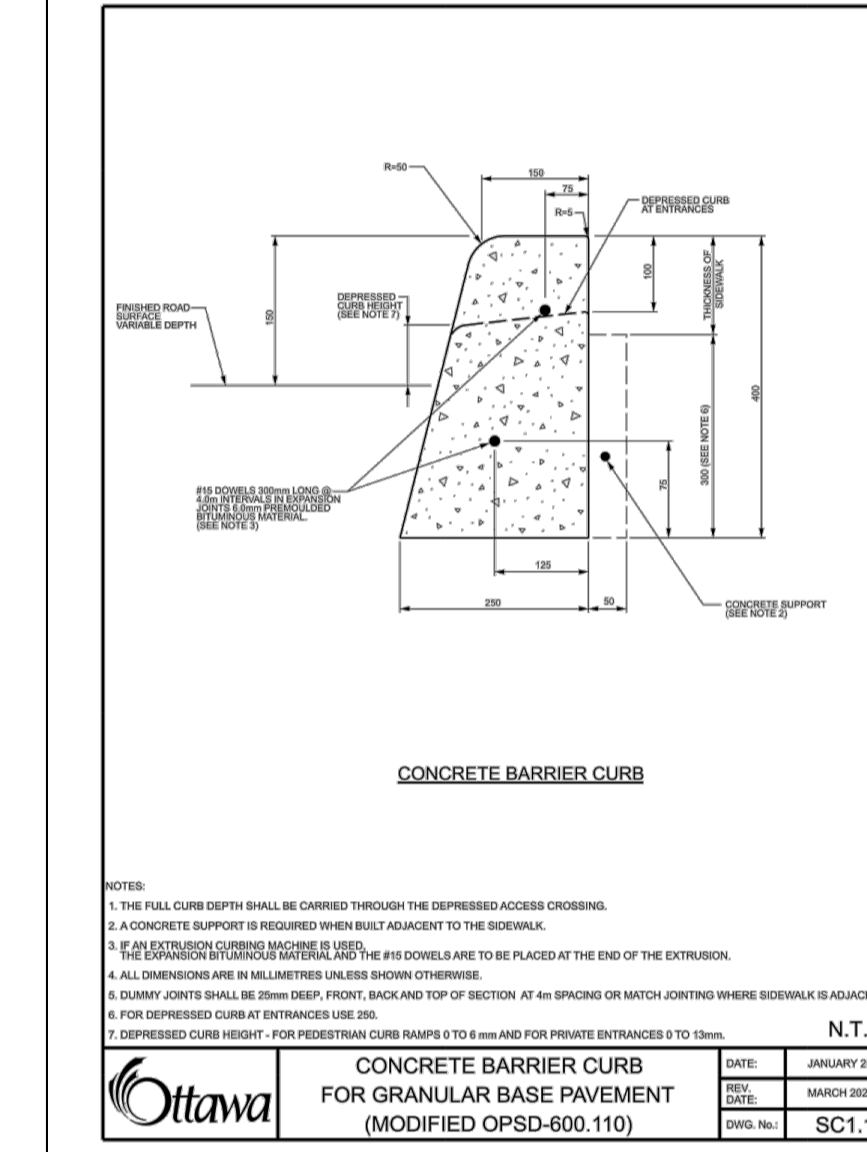 R=50
150
75
R=5
DEPRESSED CURB
AT ENTRANCES
100
THICKNESS OF
SIDEWALK
DEPRESSED
CURB HEIGHT
(SEE NOTE 7)
FINISHED ROAD
SURFACE
VARIABLE DEPTH
150
400
300 (SEE NOTE 6)
75
#15 DOWELS 300mm LONG @
4.0m INTERVALS IN EXPANSION
JOINTS 6.0mm PREMOULDED
BITUMINOUS MATERIAL.
(SEE NOTE 3)
125
250
50
CONCRETE SUPPORT
(SEE NOTE 2)
CONCRETE BARRIER CURB
NOTES:
1. THE FULL CURB DEPTH SHALL BE CARRIED THROUGH THE DEPRESSED ACCESS CROSSING.
2. A CONCRETE SUPPORT IS REQUIRED WHEN BUILT ADJACENT TO THE SIDEWALK.
3. IF AN EXTRUSION CURBING MACHINE IS USED,
THE EXPANSION BITUMINOUS MATERIAL AND THE #15 DOWELS ARE TO BE PLACED AT THE END OF THE EXTRUSION.
4. ALL DIMENSIONS ARE IN MILLIMETRES UNLESS SHOWN OTHERWISE.
5. DUMMY JOINTS SHALL BE 25mm DEEP, FRONT, BACK AND TOP OF SECTION AT 4m SPACING OR MATCH JOINTING WHERE SIDEWALK IS
6. FOR DEPRESSED CURB AT ENTRANCES USE 250.
7. DEPRESSED CURB HEIGHT - FOR PEDESTRIAN CURB RAMPS 0 TO 6 mm AND FOR PRIVATE ENTRANCES 0 TO 13mm.
N.T.
Ottawa
CONCRETE BARRIER CURB
FOR GRANULAR BASE PAVEMENT
(MODIFIED OPSD-600.110)
DATE:
JANUARY
REV.
DATE:
MARCH
DWG. No.:
SC1.